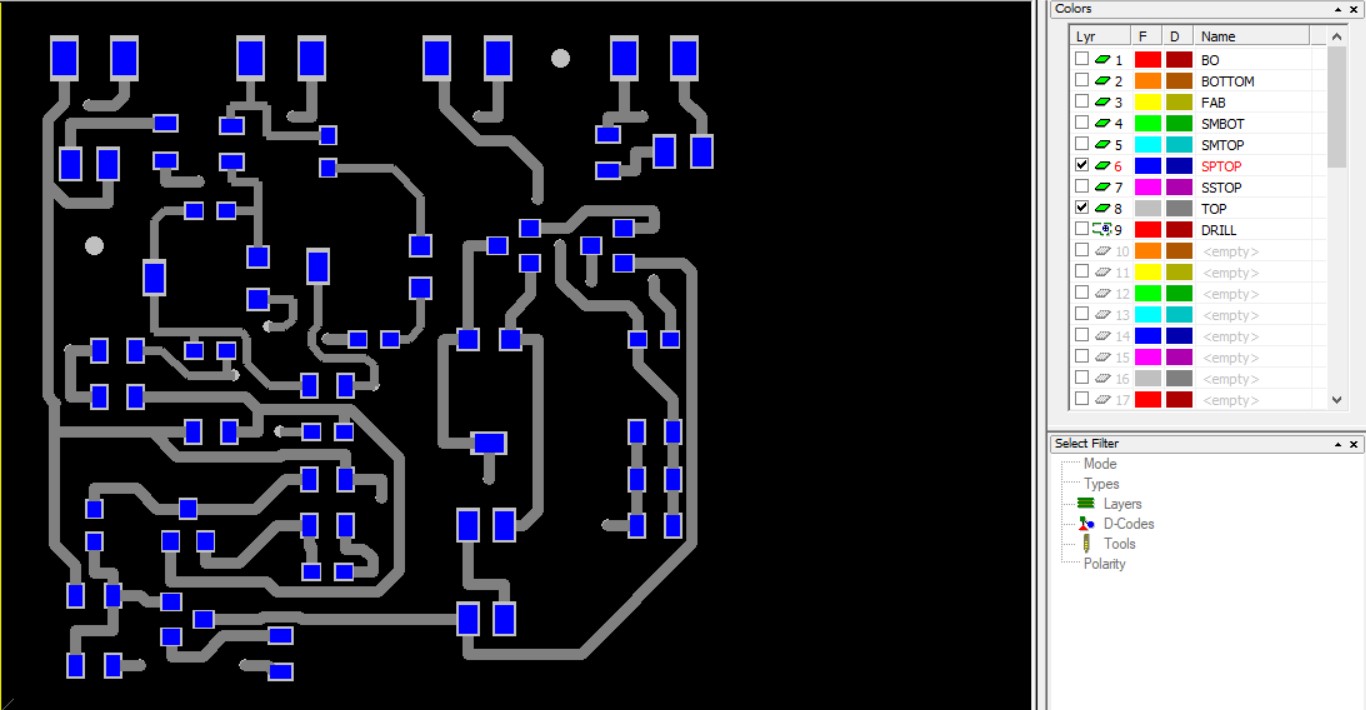 Colors
Lyr F D Name
1 BO
2 BOTTOM
3 FAB
4 SMBOT
5 SMTOP
6 SPTOP
7 SSTOP
8 TOP
9 DRILL
10 <empty>
11 <empty>
12 <empty>
13 <empty>
14 <empty>
15 <empty>
16 <empty>
17 <empty>
Select Filter
Mode
Types
Layers
D-Codes
Tools
Polarity